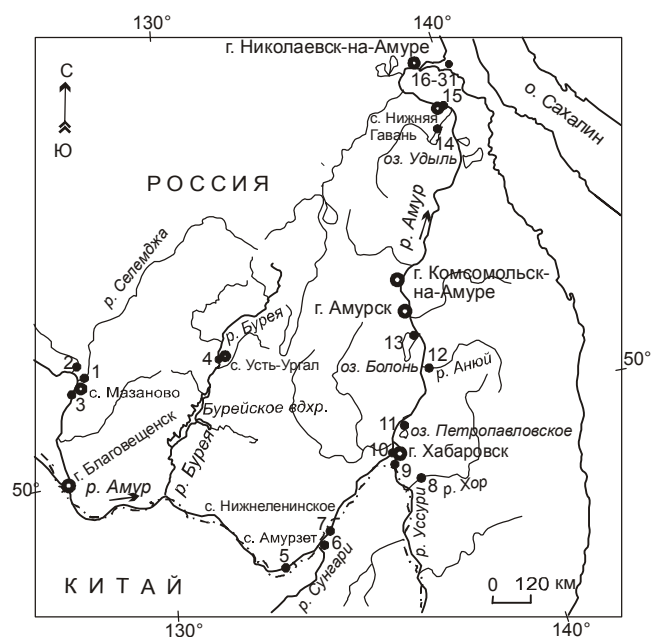 130°
140°
г. Николаевск-на-Амуре
С
Ю
16-31
15
с. Нижняя
Гавань
14
оз. Удыль
о. Сахалин
РОССИЯ
р. Амур
р. Селемджа
г. Комсомольск-
на-Амуре
г. Амурск
р. Бурея
13
4
с. Усть-Ургал
оз. Болонь
12
50°
р. Анюй
2
1
с. Мазаново
3
Бурейское вдхр.
11
оз. Петропавловское
г. Благовещенск
10
г. Хабаровск
р. Бурея
9
50°
р. Амур
8
р. Хор
с. Нижнеленинское
р. Уссури
7
с. Амурзет
6
5
р. Сунгари
КИТАЙ
0 120 км
130°
140°